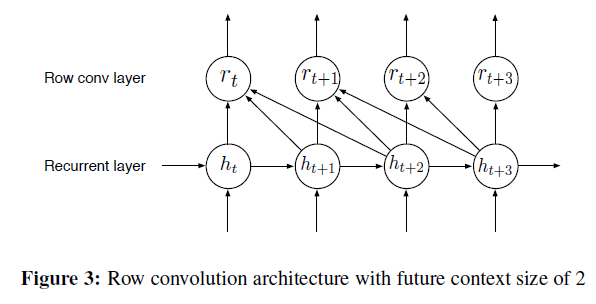 Row conv layer
r_t r_{t+1} r_{t+2} r_{t+3}
Recurrent layer
h_t h_{t+1} h_{t+2} h_{t+3}
Figure 3: Row convolution architecture with future context size of 2